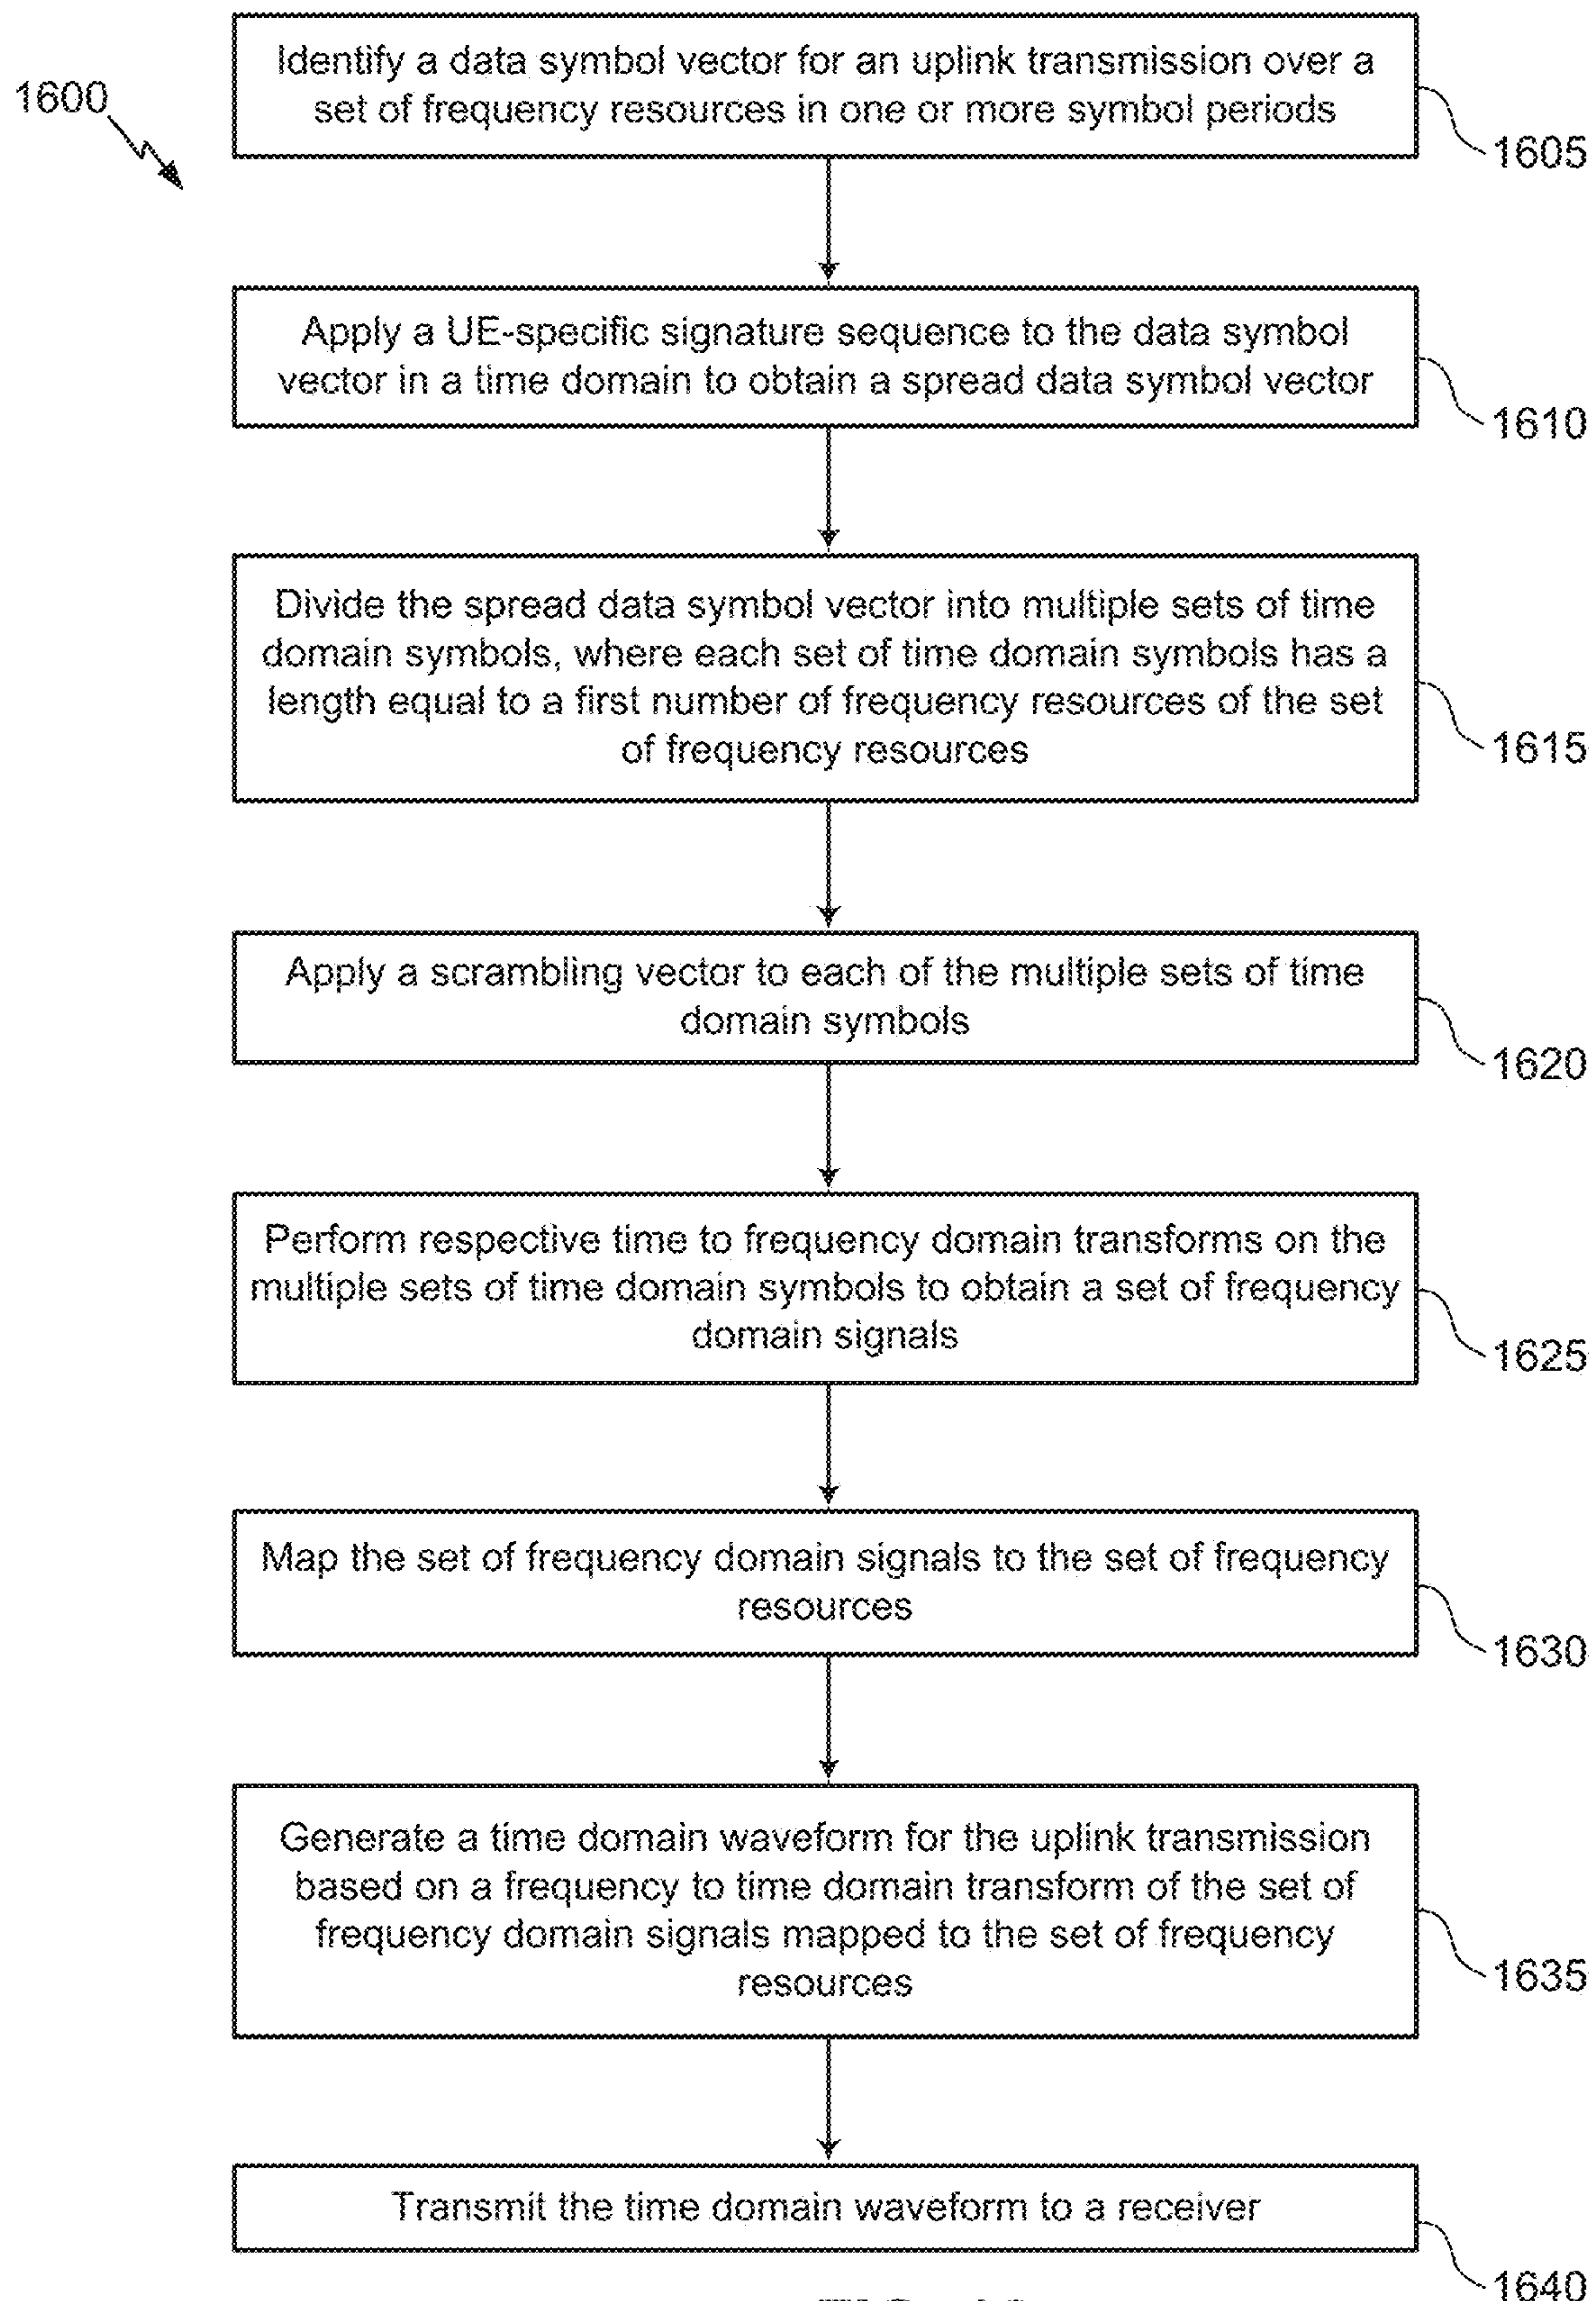 1600
Identify a data symbol vector for an uplink transmission over a
set of frequency resources in one or more symbol periods
1605
Apply a UE-specific signature sequence to the data symbol
vector in a time domain to obtain a spread data symbol vector
1610
Divide the spread data symbol vector into multiple sets of time
domain symbols, where each set of time domain symbols has a
length equal to a first number of frequency resources of the set
of frequency resources
1615
Apply a scrambling vector to each of the multiple sets of time
domain symbols
1620
Perform respective time to frequency domain transforms on the
multiple sets of time domain symbols to obtain a set of frequency
domain signals
1625
Map the set of frequency domain signals to the set of frequency
resources
1630
Generate a time domain waveform for the uplink transmission
based on a frequency to time domain transform of the set of
frequency domain signals mapped to the set of frequency
resources
1635
Transmit the time domain waveform to a receiver
1640